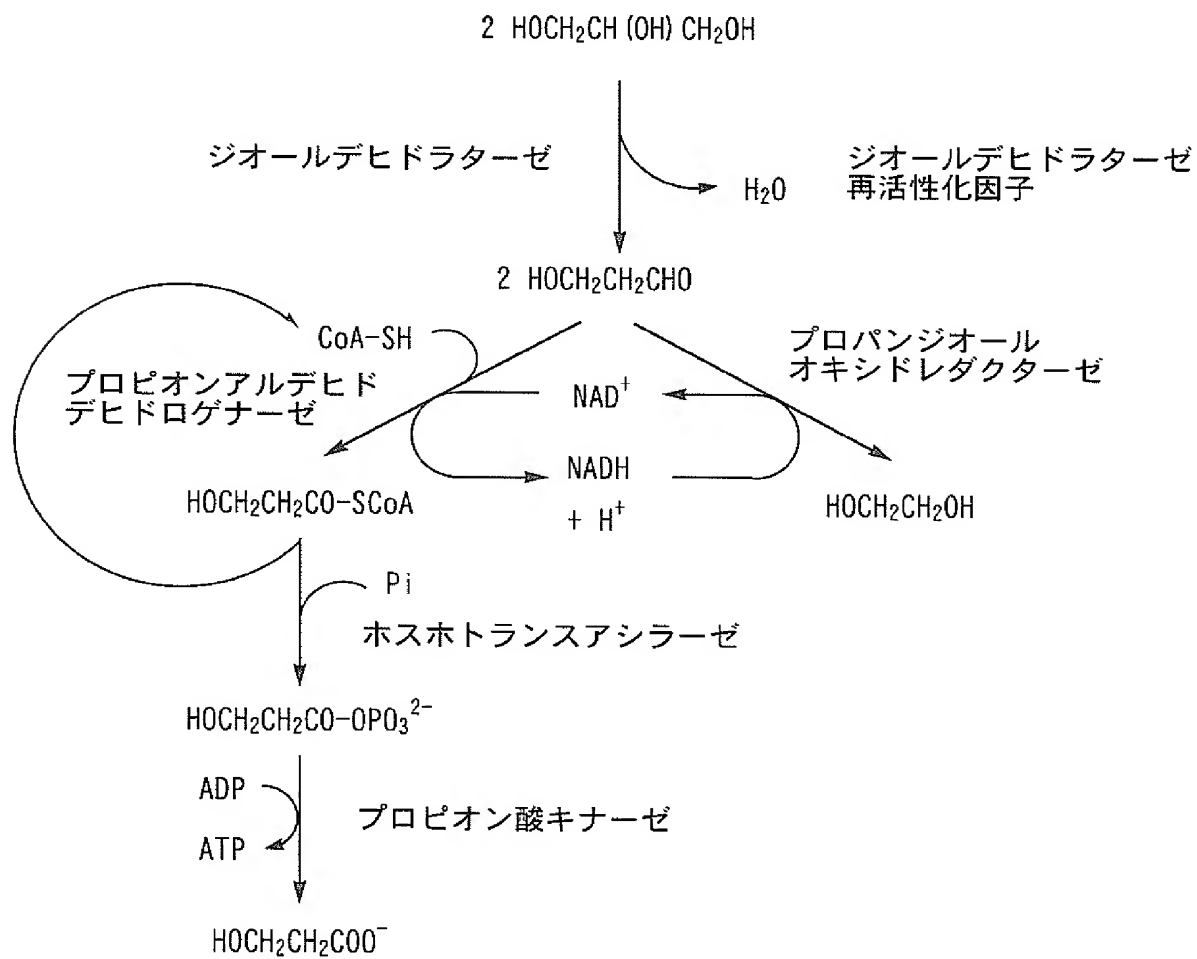 2 HOCH₂CH (OH) CH₂OH
ジオールデヒドラターゼ
H₂O
ジオールデヒドラターゼ
再活性化因子
2 HOCH₂CH₂CHO
CoA-SH
プロパンジオール
オキシドレダクターゼ
プロピオンアルデヒド
デヒドロゲナーゼ
NAD⁺
NADH
+ H⁺
HOCH₂CH₂CO-SCoA
HOCH₂CH₂CH₂OH
Pi
ホスホトランスアシラーゼ
HOCH₂CH₂CO-OPO₃²⁻
ADP
ATP
プロピオン酸キナーゼ
HOCH₂CH₂COO⁻